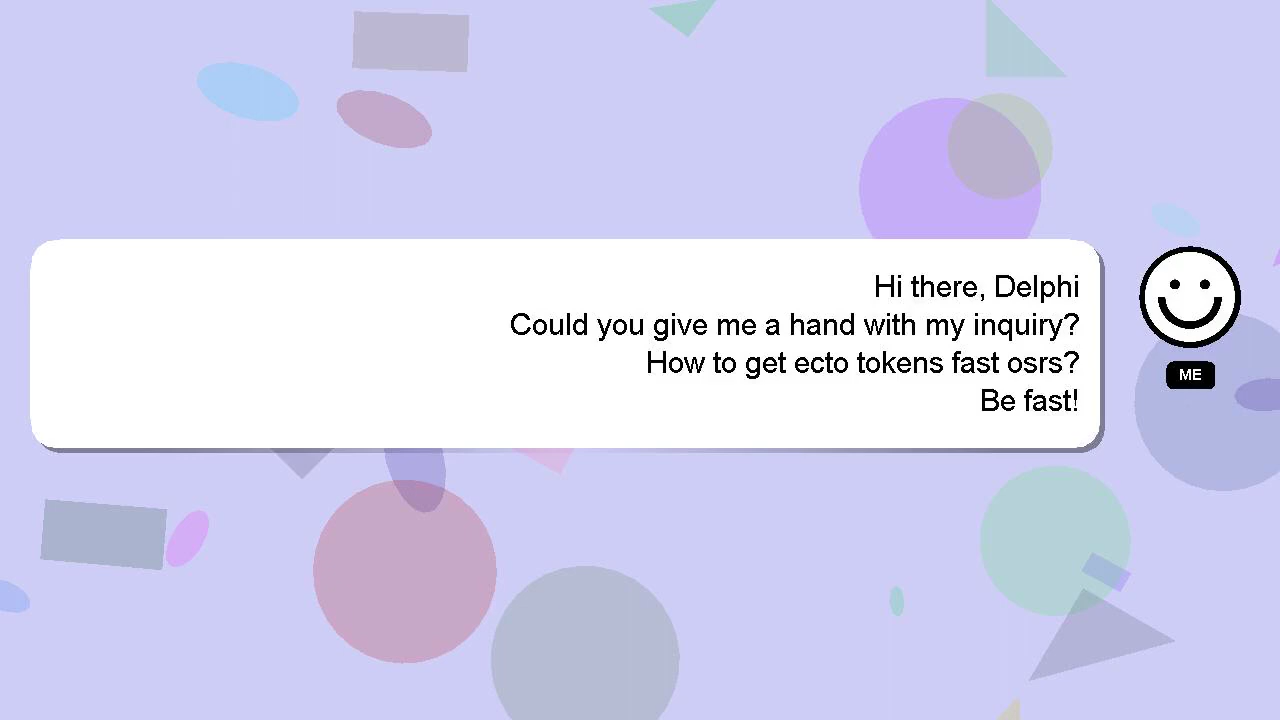 Hi there, Delphi
Could you give me a hand with my inquiry?
How to get ecto tokens fast osrs?
Be fast!
ME